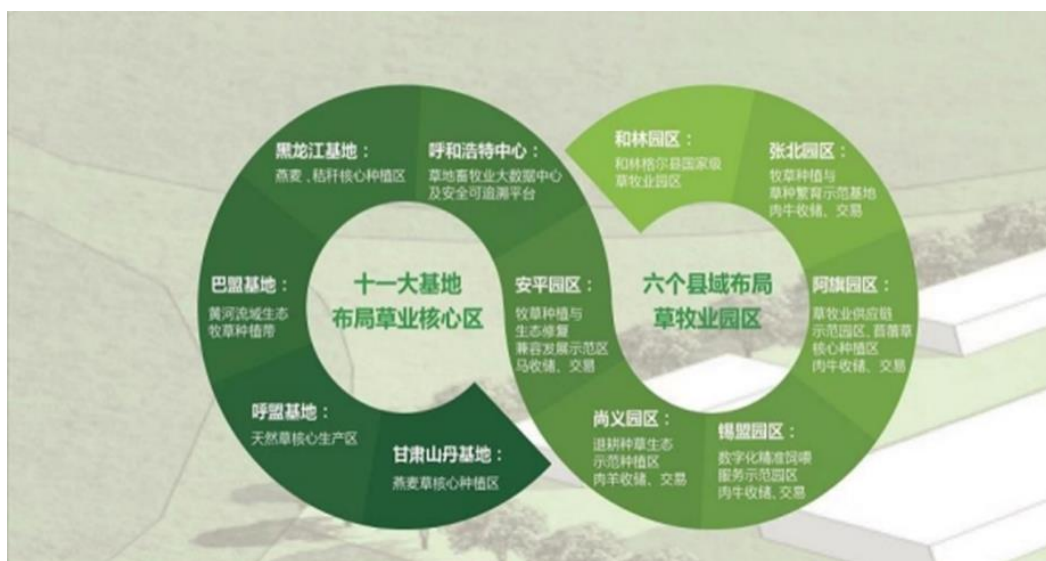 黑龙江基地：
燕麦、秸秆核心种植区
呼和浩特中心：
草地畜牧业大数据中心
及安全可追溯平台
巴盟基地：
黄河流域生态
牧草种植带
呼盟基地：
天然草核心生产区
甘肃山丹基地：
燕麦草核心种植区
十一大基地
布局草业核心区
安平园区：
牧草种植与
生态修复
兼容发展示范区
马收储、交易
和林园区：
和林格尔县国家级
草牧业园区
张北园区：
牧草种植与
草种繁育示范基地
肉牛收储、交易
六个县域布局
草牧业园区
阿旗园区：
草牧业供应链
示范园区、苜蓿草
核心种植区
肉牛收储、交易
尚义园区：
退耕种草生态
示范种植区
肉羊收储、交易
锡盟园区：
数字化精准饲喂
服务示范园区
肉牛收储、交易